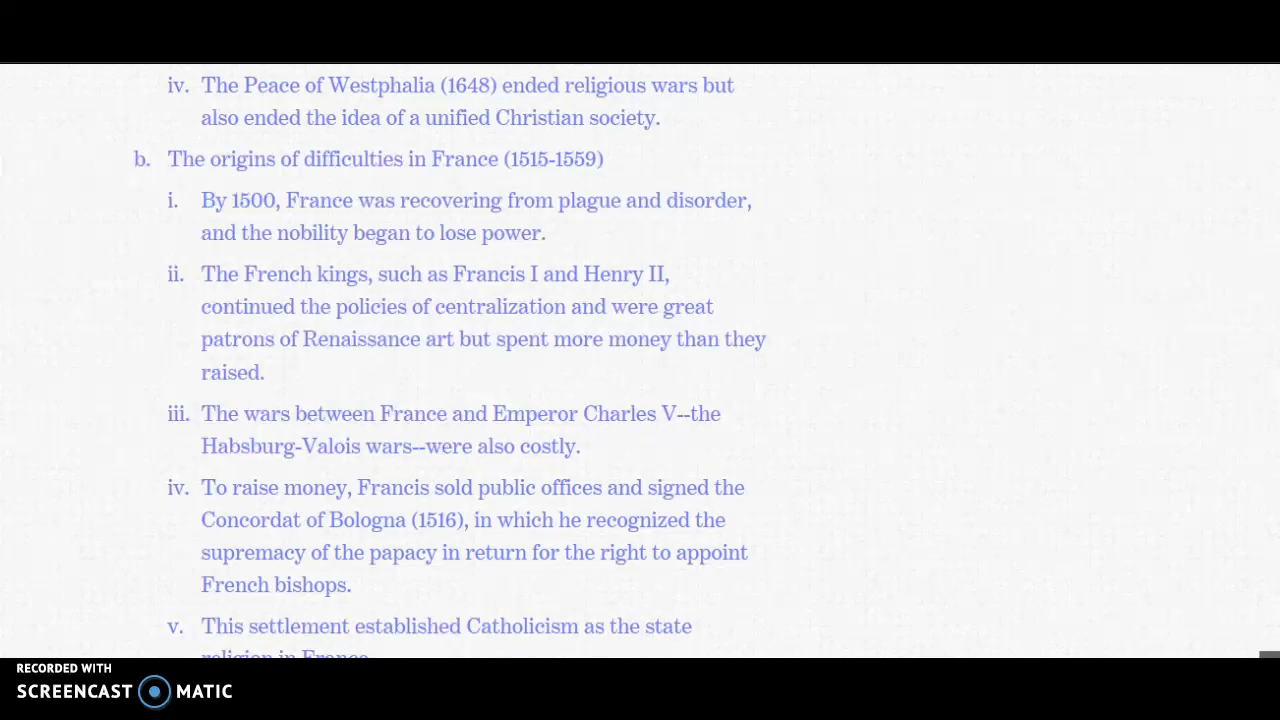 iv. The Peace of Westphalia (1648) ended religious wars but
also ended the idea of a unified Christian society.
b. The origins of difficulties in France (1515-1559)
i. By 1500, France was recovering from plague and disorder,
and the nobility began to lose power.
ii. The French kings, such as Francis I and Henry II,
continued the policies of centralization and were great
patrons of Renaissance art but spent more money than they
raised.
iii. The wars between France and Emperor Charles V--the
Habsburg-Valois wars--were also costly.
iv. To raise money, Francis sold public offices and signed the
Concordat of Bologna (1516), in which he recognized the
supremacy of the papacy in return for the right to appoint
French bishops.
v. This settlement established Catholicism as the state
religion in France.
RECORDED WITH
SCREENCAST MATIC